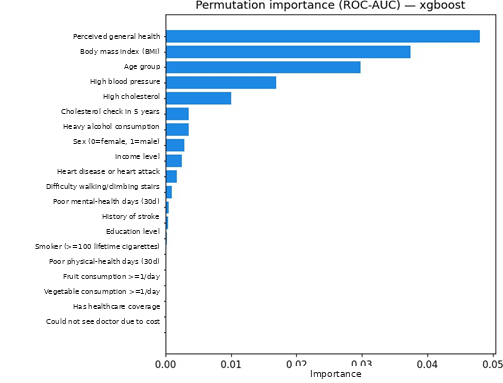 Permutation importance (ROC-AUC) — xgboost
Perceived general health
Body mass index (BMI)
Age group
High blood pressure
High cholesterol
Cholesterol check in 5 years
Heavy alcohol consumption
Sex (0=female, 1=male)
Income level
Heart disease or heart attack
Difficulty walking/climbing stairs
Poor mental-health days (30d)
History of stroke
Education level
Smoker (>=100 lifetime cigarettes)
Poor physical-health days (30d)
Fruit consumption >=1/day
Vegetable consumption >=1/day
Has healthcare coverage
Could not see doctor due to cost
0.00 0.01 0.02 0.03 0.04 0.05
Importance